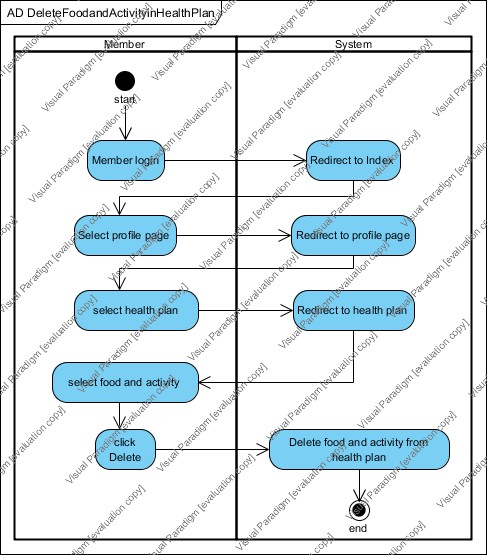 AD DeleteFoodandActivityinHealthPlan
Member
System
start
Member login
Redirect to Index
Select profile page
Redirect to profile page
select health plan
Redirect to health plan
select food and activity
click
Delete
Delete food and activity from
health plan
end
Visual Paradigm [evaluation copy]